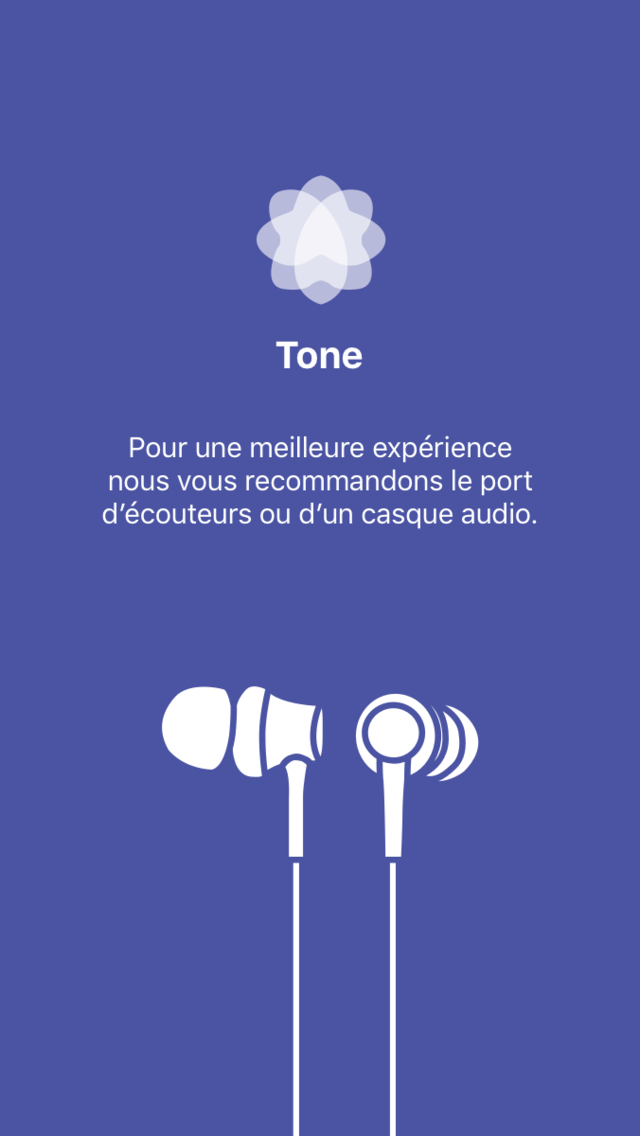 Tone
Pour une meilleure expérience
nous vous recommandons le port
d’écouteurs ou d’un casque audio.